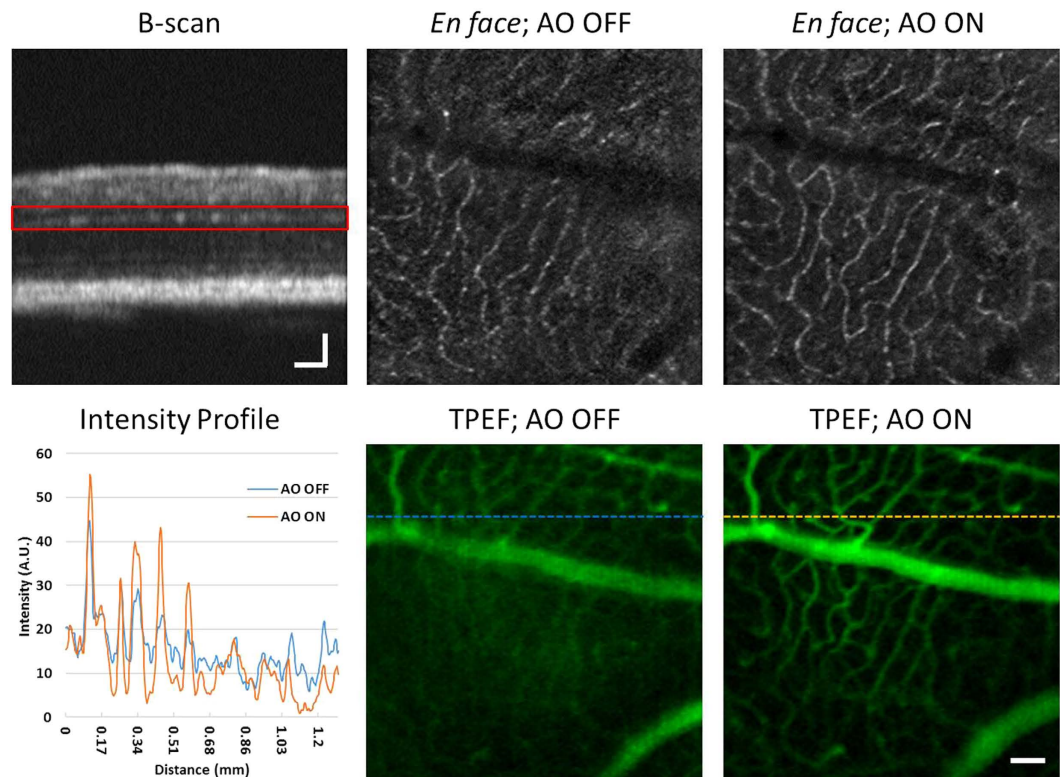 B-scan
En face; AO OFF
En face; AO ON
Intensity Profile
TPEF; AO OFF
TPEF; AO ON
60
50
40
30
20
10
0
Intensity (A.U.)
AO OFF
AO ON
0
0.17
0.34
0.51
0.68
0.86
1.03
1.2
Distance (mm)